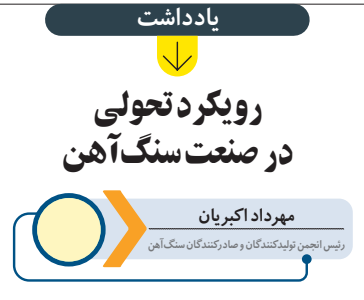 یادداشت
رویکرد تحولی
در صنعت سنگ‌آهن
مهرداد اکبریان
رئیس انجمن تولیدکنندگان و صادرکنندگان سنگ‌آهن